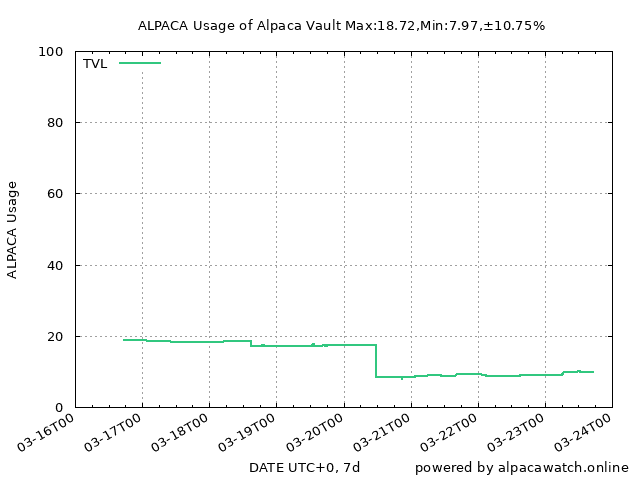 ALPACA Usage of Alpaca Vault Max:18.72,Min:7.97,±10.75%
TVL
100
80
60
40
20
0
ALPACA Usage
03-16T00
03-17T00
03-18T00
03-19T00
03-20T00
03-21T00
03-22T00
03-23T00
03-24T00
DATE UTC+0, 7d
powered by alpacawatch.online